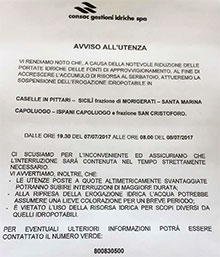 consac gestioni idriche spa
AVVISO ALL'UTENZA
VI RENDIAMO NOTO CHE, A CAUSA DELLA NOTEVOLE RIDUZIONE DELLE
PORTATE IDRICHE DELLE FONTI DI APPROVVIGIONAMENTO, AL FINE DI
ACCRESCERE L'ACCUMULO DI RISORSA AL SERBATOIO, ATTUEREMO LA
SOSPENSIONE DELL'EROGAZIONE IDROPOTABILE IN
CASELLE IN PITTARI - SICILÌ frazione di MORIGERATI - SANTA MARINA
CAPOLUOGO - ISPANI CAPOLUOGO e frazione SAN CRISTOFORO.
DALLE ORE 19.30 DEL 07/07/2017 ALLE ORE 08.00 DEL 08/07/2017
CI SCUSIAMO PER L'INCONVENIENTE ED ASSICURIAMO CHE
L'INTERRUZIONE SARÀ CONTENUTA NEL TEMPO STRETTAMENTE
NECESSARIO.
VI AVVERTIAMO, INOLTRE, CHE:
- LE UTENZE POSTE A QUOTE ALTIMETRICAMENTE SVANTAGGIATE
POTRANNO SUBIRE INTERRUZIONI DI MAGGIORE DURATA;
- ALLA RIPRESA DELLA EROGAZIONE IDRICA L'ACQUA POTREBBE
ASSUMERE UNA LIEVE COLORAZIONE PER UN BREVE PERIODO;
- È VIETATO L'USO DELLA RISORSA IDRICA PER SCOPI DIVERSI DA
QUELLI IDROPOTABILI.
PER EVENTUALI ULTERIORI INFORMAZIONI POTRÀ ESSERE
CONTATTATO IL NUMERO VERDE:
800830500